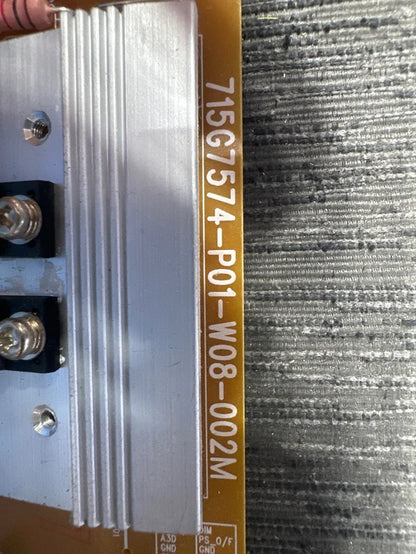 715G7574-P01-W08-002M
DIM
A3D PS_O/F
GND GND